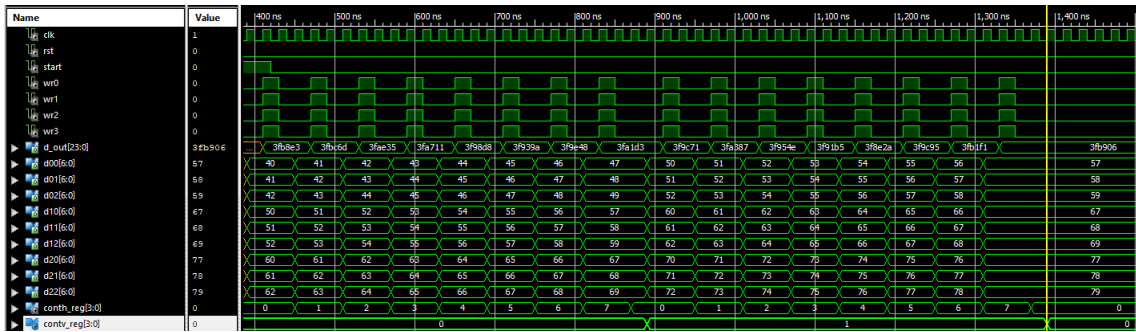 Name Value 400 ns 500 ns 600 ns 700 ns 800 ns 900 ns 1,000 ns 1,100 ns 1,200 ns 1,300 ns 1,400 ns
clk 1
rst 0
start 0
wr0 0
wr1 0
wr2 0
wr3 0
d_out[23:0] 3fb906 ... 3fb8e3 3fbc6d 3fae35 3fa711 3f98d8 3f939a 3f9e48 3fa1d3 3f9c71 3fa387 3f954e 3f91b5 3f8e2a 3f9c95 3fb1f1 3fb906
d00[6:0] 57 40 41 42 43 44 45 46 47 50 51 52 53 54 55 56 57
d01[6:0] 58 41 42 43 44 45 46 47 48 51 52 53 54 55 56 57 58
d02[6:0] 59 42 43 44 45 46 47 48 49 52 53 54 55 56 57 58 59
d10[6:0] 67 50 51 52 53 54 55 56 57 60 61 62 63 64 65 66 67
d11[6:0] 68 51 52 53 54 55 56 57 58 61 62 63 64 65 66 67 68
d12[6:0] 69 52 53 54 55 56 57 58 59 62 63 64 65 66 67 68 69
d20[6:0] 77 60 61 62 63 64 65 66 67 70 71 72 73 74 75 76 77
d21[6:0] 78 61 62 63 64 65 66 67 68 71 72 73 74 75 76 77 78
d22[6:0] 79 62 63 64 65 66 67 68 69 72 73 74 75 76 77 78 79
conth_reg[3:0] 0 0 1 2 3 4 5 6 7 0 1 2 3 4 5 6 7 0
contv_reg[3:0] 0 0 1 0